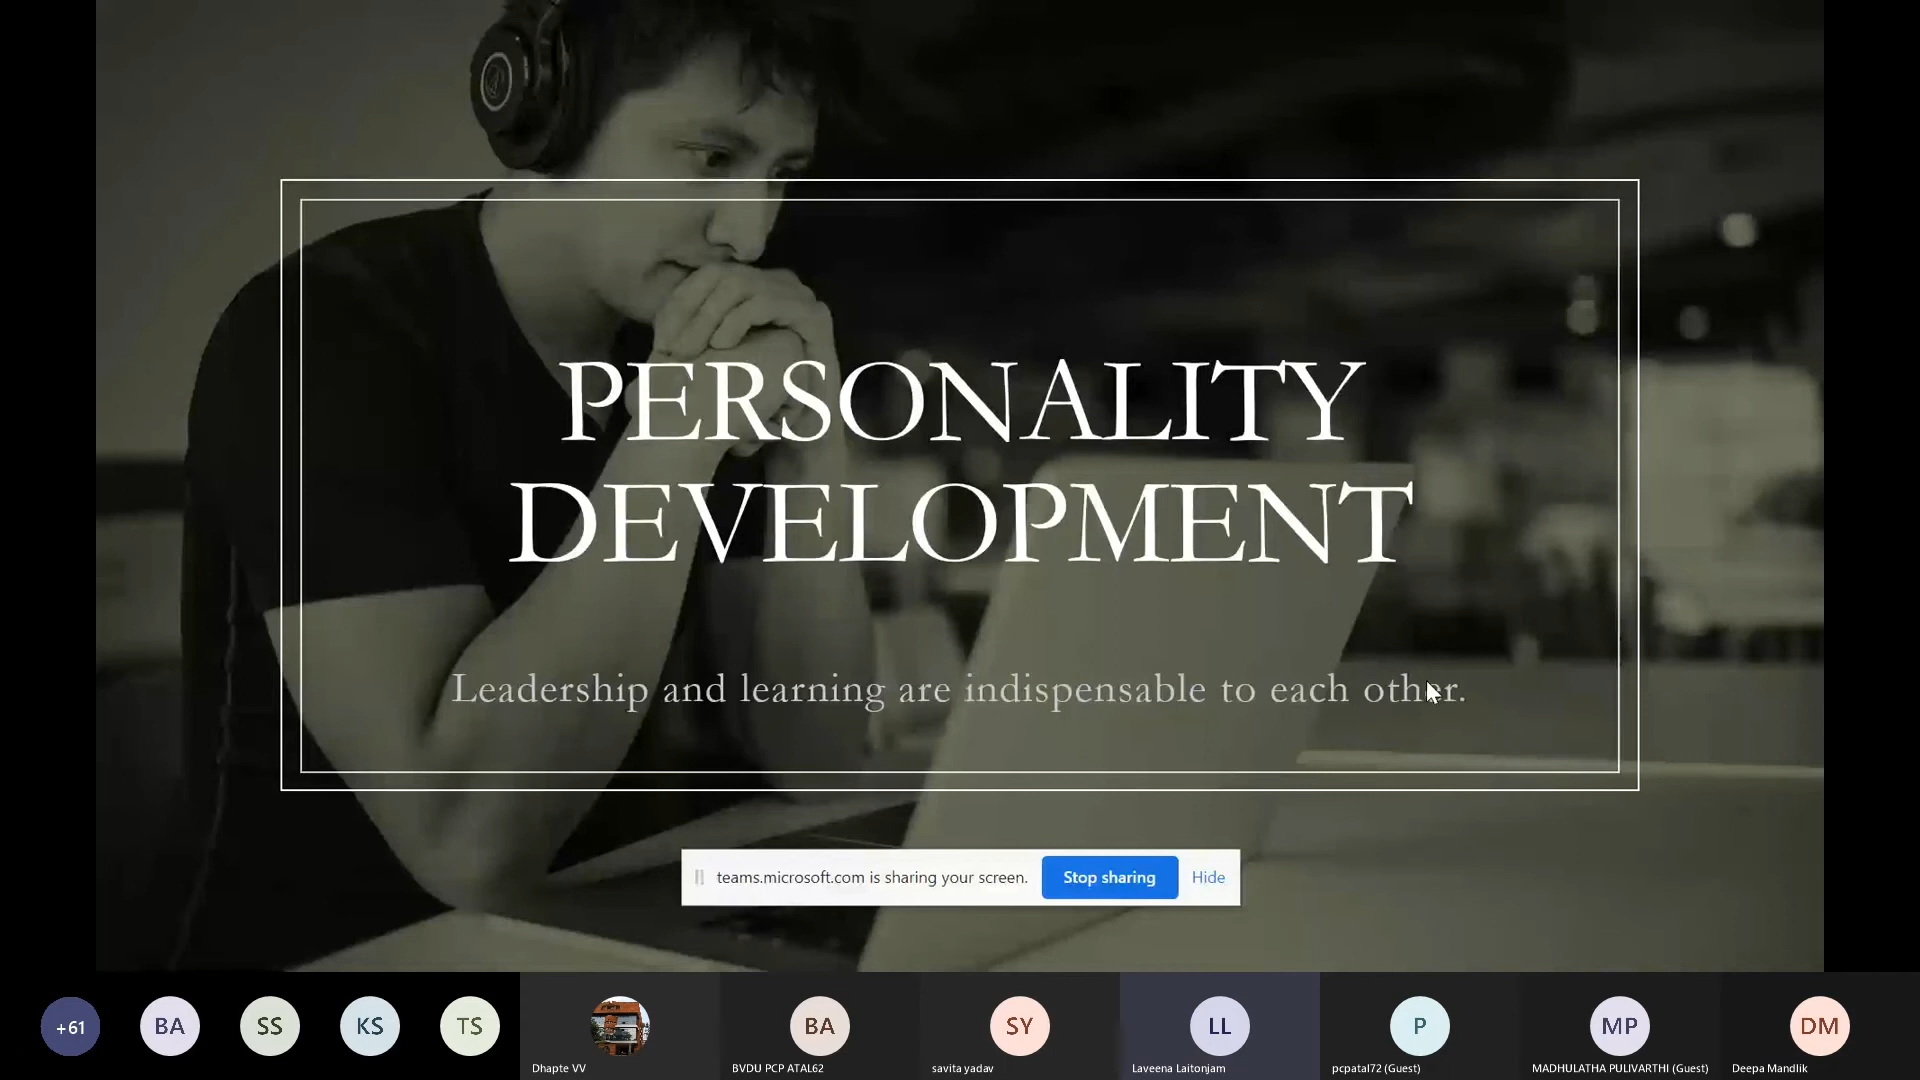 PERSONALITY
DEVELOPMENT
Leadership and learning are indispensable to each other.
teams.microsoft.com is sharing your screen.
Stop sharing
Hide
+61
BA
SS
KS
TS
Dhapte VV
BA
BVDU PCP ATAL62
SY
savita yadav
LL
Laveena Laitonjam
P
pcpatal72 (Guest)
MP
MADHULATHA PULIVARTHI (Guest)
DM
Deepa Mandlik